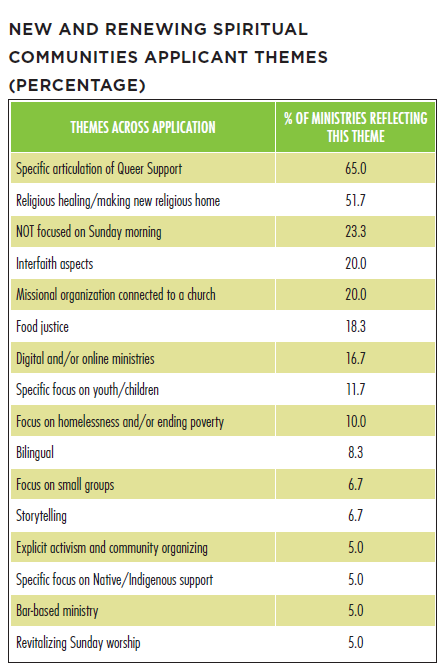 NEW AND RENEWING SPIRITUAL
COMMUNITIES APPLICANT THEMES
(PERCENTAGE)
THEMES ACROSS APPLICATION % OF MINISTRIES REFLECTING
THIS THEME
Specific articulation of Queer Support 65.0
Religious healing/making new religious home 51.7
NOT focused on Sunday morning 23.3
Interfaith aspects 20.0
Missional organization connected to a church 20.0
Food justice 18.3
Digital and/or online ministries 16.7
Specific focus on youth/children 11.7
Focus on homelessness and/or ending poverty 10.0
Bilingual 8.3
Focus on small groups 6.7
Storytelling 6.7
Explicit activism and community organizing 5.0
Specific focus on Native/Indigenous support 5.0
Bar-based ministry 5.0
Revitalizing Sunday worship 5.0